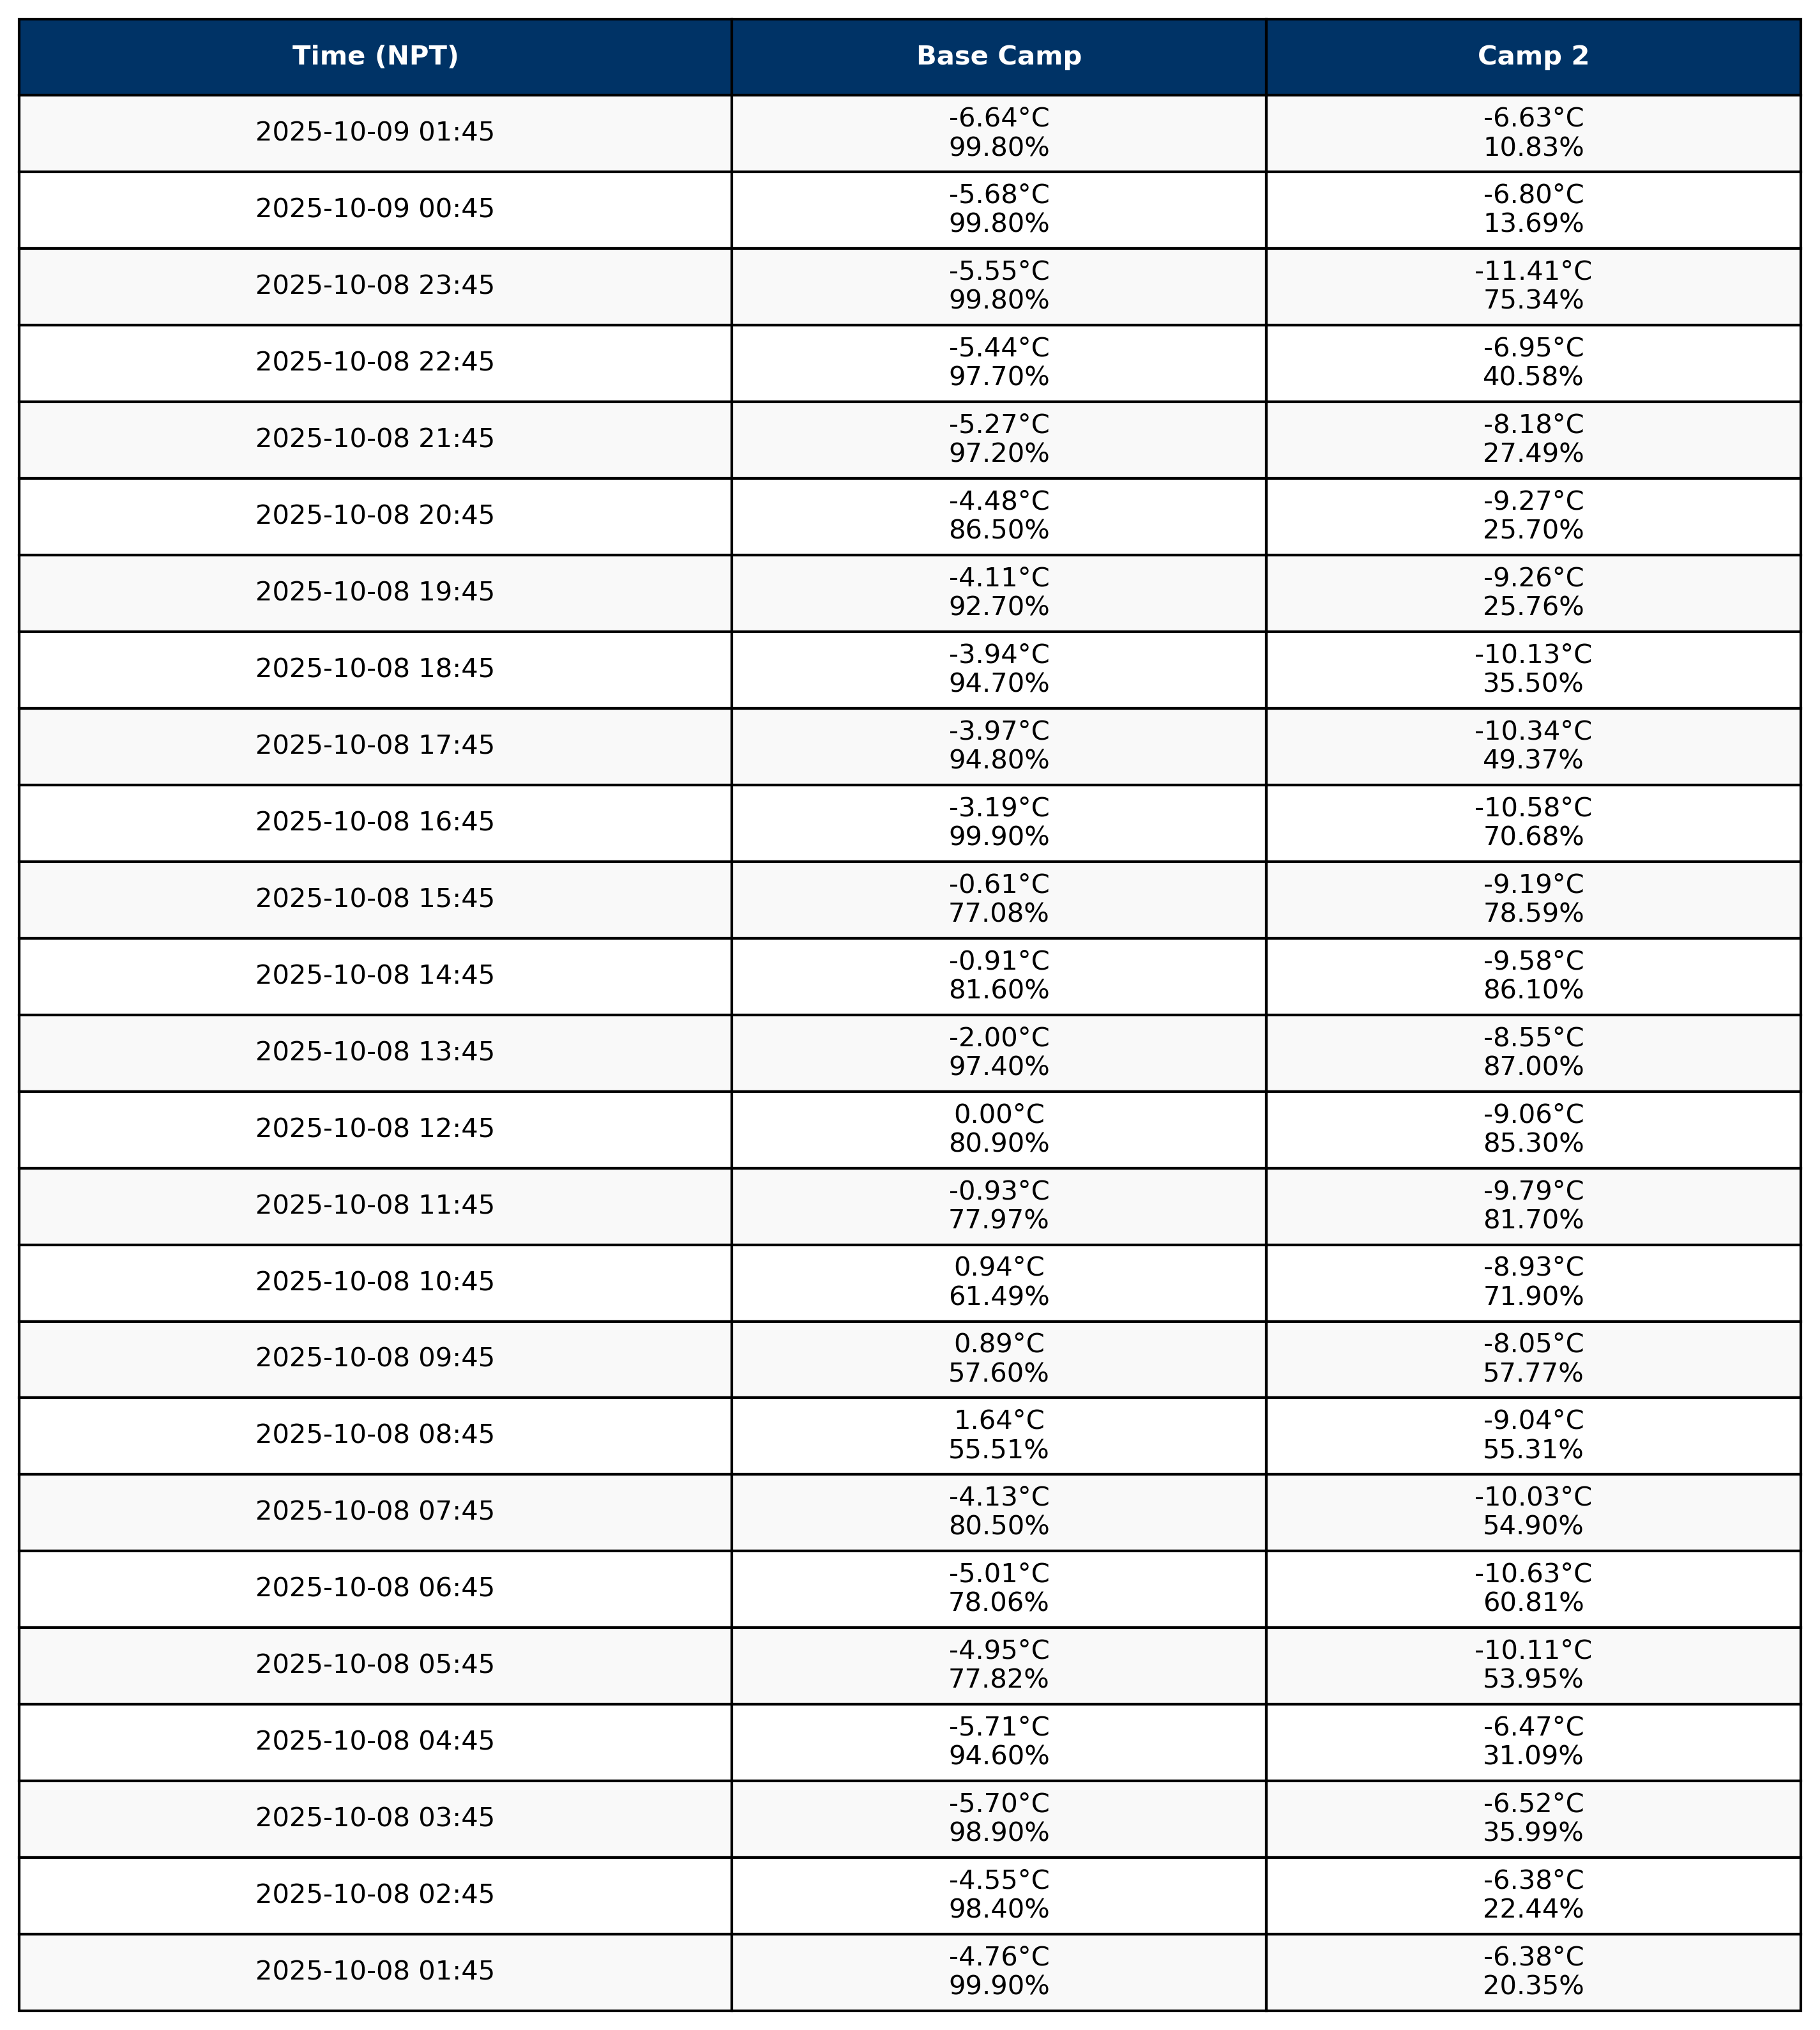 Time (NPT) Base Camp Camp 2
2025-10-09 01:45 -6.64°C -6.63°C
99.80% 10.83%
2025-10-09 00:45 -5.68°C -6.80°C
99.80% 13.69%
2025-10-08 23:45 -5.55°C -11.41°C
99.80% 75.34%
2025-10-08 22:45 -5.44°C -6.95°C
97.70% 40.58%
2025-10-08 21:45 -5.27°C -8.18°C
97.20% 27.49%
2025-10-08 20:45 -4.48°C -9.27°C
86.50% 25.70%
2025-10-08 19:45 -4.11°C -9.26°C
92.70% 25.76%
2025-10-08 18:45 -3.94°C -10.13°C
94.70% 35.50%
2025-10-08 17:45 -3.97°C -10.34°C
94.80% 49.37%
2025-10-08 16:45 -3.19°C -10.58°C
99.90% 70.68%
2025-10-08 15:45 -0.61°C -9.19°C
77.08% 78.59%
2025-10-08 14:45 -0.91°C -9.58°C
81.60% 86.10%
2025-10-08 13:45 -2.00°C -8.55°C
97.40% 87.00%
2025-10-08 12:45 0.00°C -9.06°C
80.90% 85.30%
2025-10-08 11:45 -0.93°C -9.79°C
77.97% 81.70%
2025-10-08 10:45 0.94°C -8.93°C
61.49% 71.90%
2025-10-08 09:45 0.89°C -8.05°C
57.60% 57.77%
2025-10-08 08:45 1.64°C -9.04°C
55.51% 55.31%
2025-10-08 07:45 -4.13°C -10.03°C
80.50% 54.90%
2025-10-08 06:45 -5.01°C -10.63°C
78.06% 60.81%
2025-10-08 05:45 -4.95°C -10.11°C
77.82% 53.95%
2025-10-08 04:45 -5.71°C -6.47°C
94.60% 31.09%
2025-10-08 03:45 -5.70°C -6.52°C
98.90% 35.99%
2025-10-08 02:45 -4.55°C -6.38°C
98.40% 22.44%
2025-10-08 01:45 -4.76°C -6.38°C
99.90% 20.35%